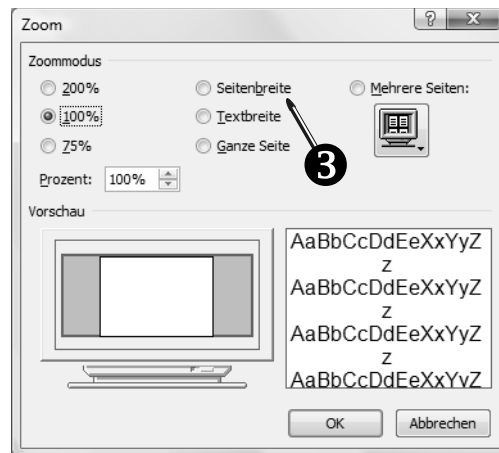 Zoom
Zoommodus
200%
Seitenbreite
Mehrere Seiten:
100%
Textbreite
75%
Ganze Seite
3
Prozent: 100%
Vorschau
AaBbCcDdEeXxYyZ
z
AaBbCcDdEeXxYyZ
z
AaBbCcDdEeXxYyZ
z
AaBbCcDdEeXxYyZ
OK
Abbrechen